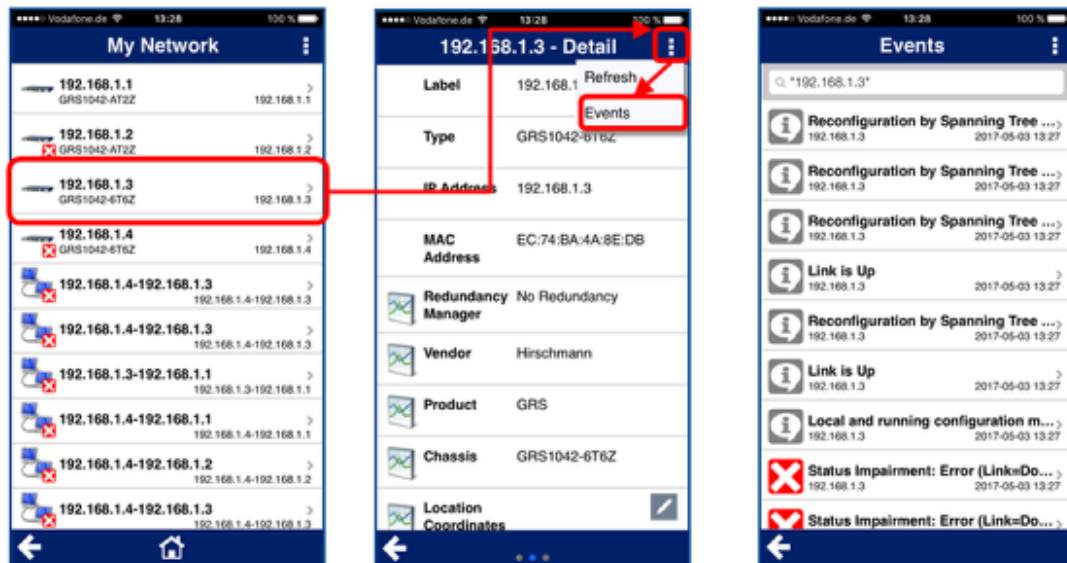 Vodafone.de 13:28 100 %
My Network
192.168.1.1
GRS1042-AT2Z 192.168.1.1
192.168.1.2
GRS1042-AT2Z 192.168.1.2
192.168.1.3
GRS1042-6T6Z 192.168.1.3
192.168.1.4
GRS1042-6T6Z 192.168.1.4
192.168.1.4-192.168.1.3
192.168.1.4-192.168.1.3
192.168.1.4-192.168.1.3
192.168.1.4-192.168.1.3
192.168.1.3-192.168.1.1
192.168.1.3-192.168.1.1
192.168.1.4-192.168.1.1
192.168.1.4-192.168.1.1
192.168.1.4-192.168.1.2
192.168.1.4-192.168.1.2
192.168.1.4-192.168.1.3
192.168.1.4-192.168.1.3
Vodafone.de 13:28 100 %
192.168.1.3 - Detail
Refresh
Events
Label 192.168.1
Type GRS1042-6T6Z
IP Address 192.168.1.3
MAC Address EC:74:BA:4A:8E:DB
Redundancy Manager No Redundancy
Vendor Hirschmann
Product GRS
Chassis GRS1042-6T6Z
Location Coordinates
Vodafone.de 13:28 100 %
Events
"192.168.1.3"
Reconfiguration by Spanning Tree ...
192.168.1.3 2017-05-03 13:27
Reconfiguration by Spanning Tree ...
192.168.1.3 2017-05-03 13:27
Reconfiguration by Spanning Tree ...
192.168.1.3 2017-05-03 13:27
Link is Up
192.168.1.3 2017-05-03 13:27
Reconfiguration by Spanning Tree ...
192.168.1.3 2017-05-03 13:27
Link is Up
192.168.1.3 2017-05-03 13:27
Local and running configuration m...
192.168.1.3 2017-05-03 13:27
Status Impairment: Error (Link=Do...
192.168.1.3 2017-05-03 13:27
Status Impairment: Error (Link=Do...